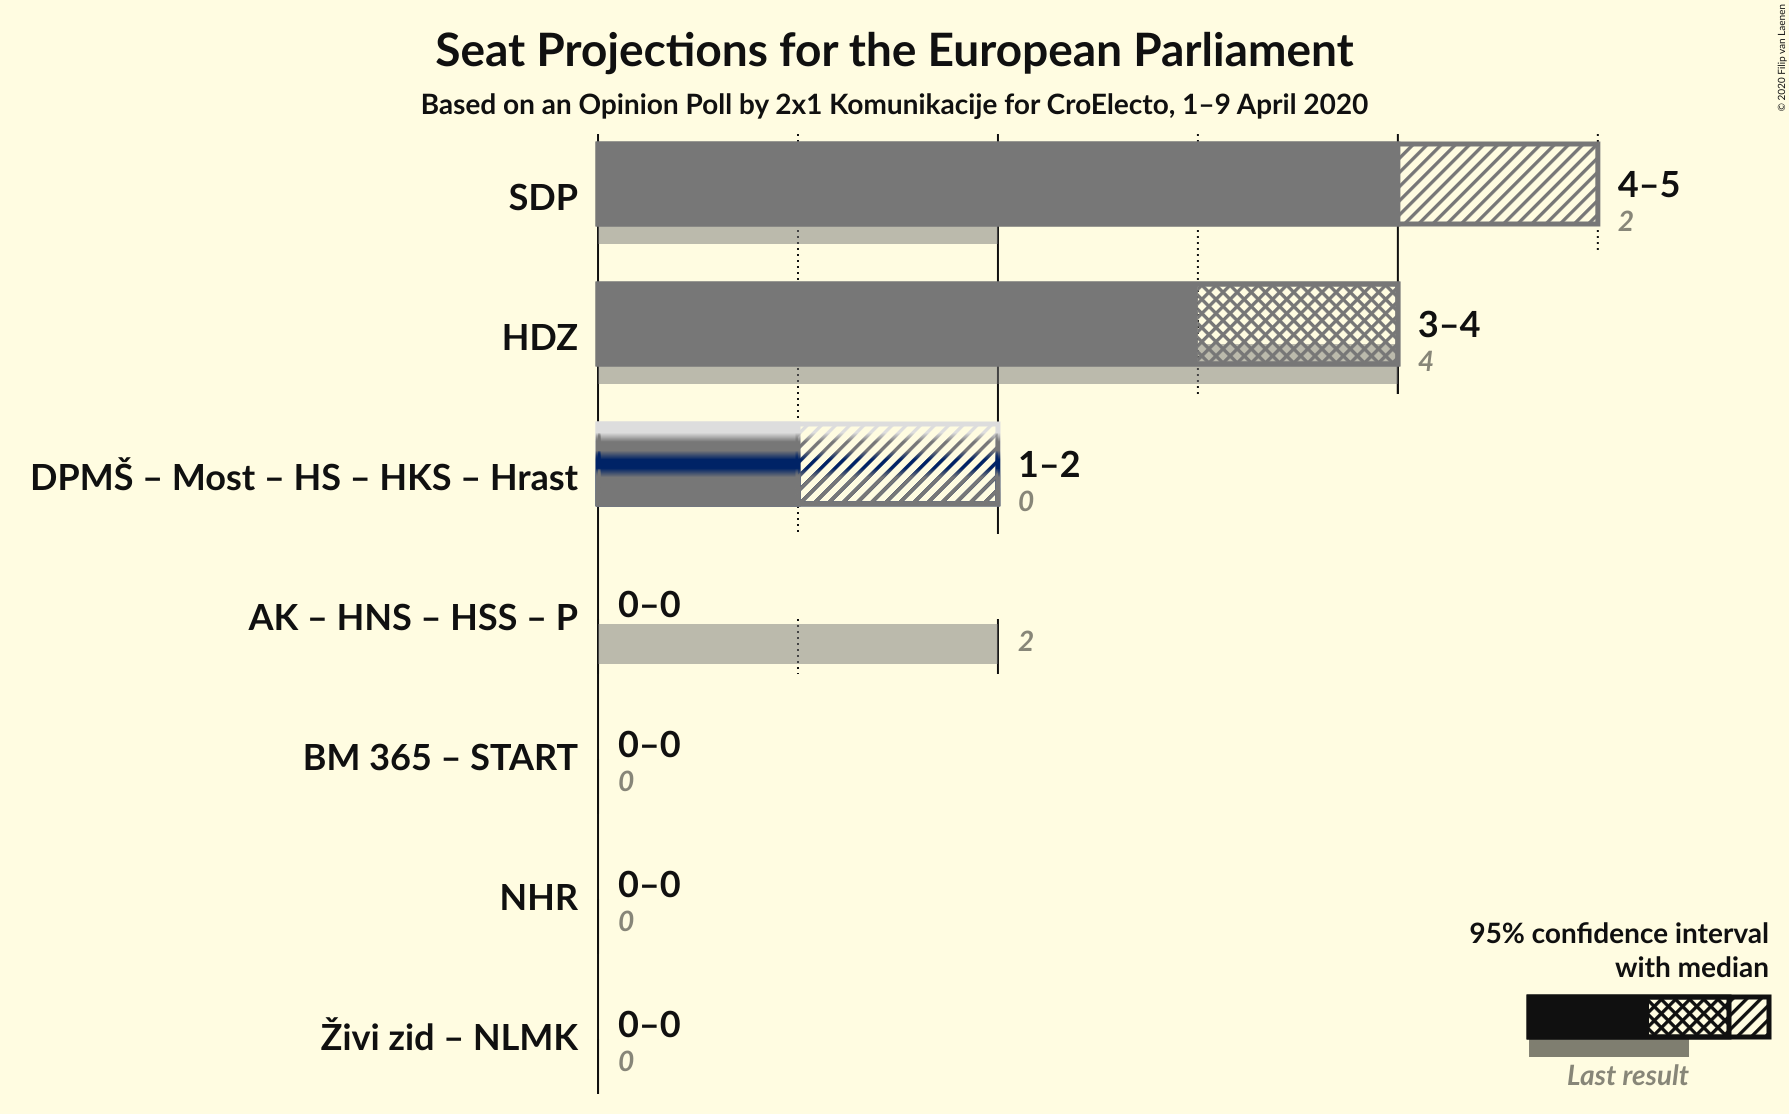 Seat Projections for the European Parliament
Based on an Opinion Poll by 2x1 Komunikacije for CroElecto, 1–9 April 2020
© 2020 Filip van Laenen
SDP
4–5
2
HDZ
3–4
4
DPMŠ – Most – HS – HKS – Hrast
1–2
0
AK – HNS – HSS – P
0–0
2
BM 365 – START
0–0
0
NHR
0–0
0
Živi zid – NLMK
0–0
0
95% confidence interval
with median
Last result